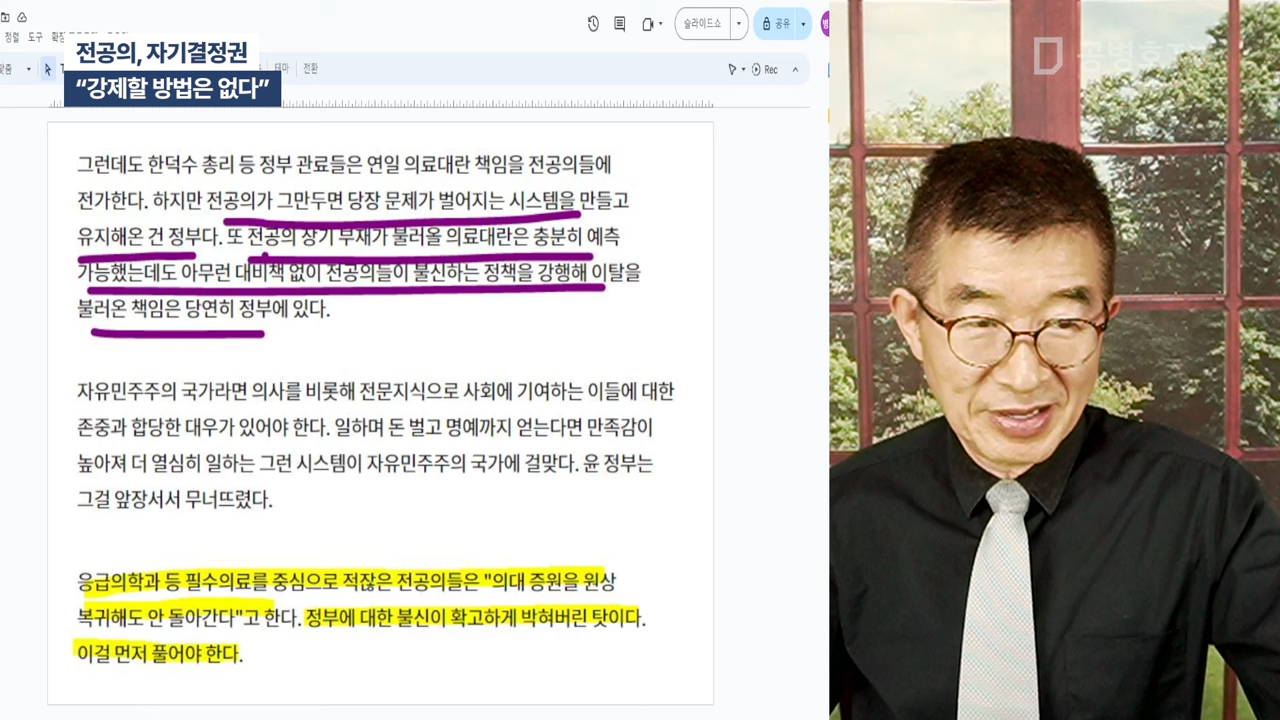 정렬 도구
전공의, 자기결정권
“강제할 방법은 없다”
테마 전환
슬라이드쇼
공유
Rec
공병호TV
그런데도 한덕수 총리 등 정부 관료들은 연일 의료대란 책임을 전공의들에
전가한다. 하지만 전공의가 그만두면 당장 문제가 벌어지는 시스템을 만들고
유지해온 건 정부다. 또 전공의 장기 부재가 불러올 의료대란은 충분히 예측
가능했는데도 아무런 대비책 없이 전공의들이 불신하는 정책을 강행해 이탈을
불러온 책임은 당연히 정부에 있다.
자유민주주의 국가라면 의사를 비롯해 전문지식으로 사회에 기여하는 이들에 대한
존중과 합당한 대우가 있어야 한다. 일하며 돈 벌고 명예까지 얻는다면 만족감이
높아져 더 열심히 일하는 그런 시스템이 자유민주주의 국가에 걸맞다. 윤 정부는
그걸 앞장서서 무너뜨렸다.
응급의학과 등 필수의료를 중심으로 적잖은 전공의들은 "의대 증원을 원상
복귀해도 안 돌아간다"고 한다. 정부에 대한 불신이 확고하게 박혀버린 탓이다.
이걸 먼저 풀어야 한다.